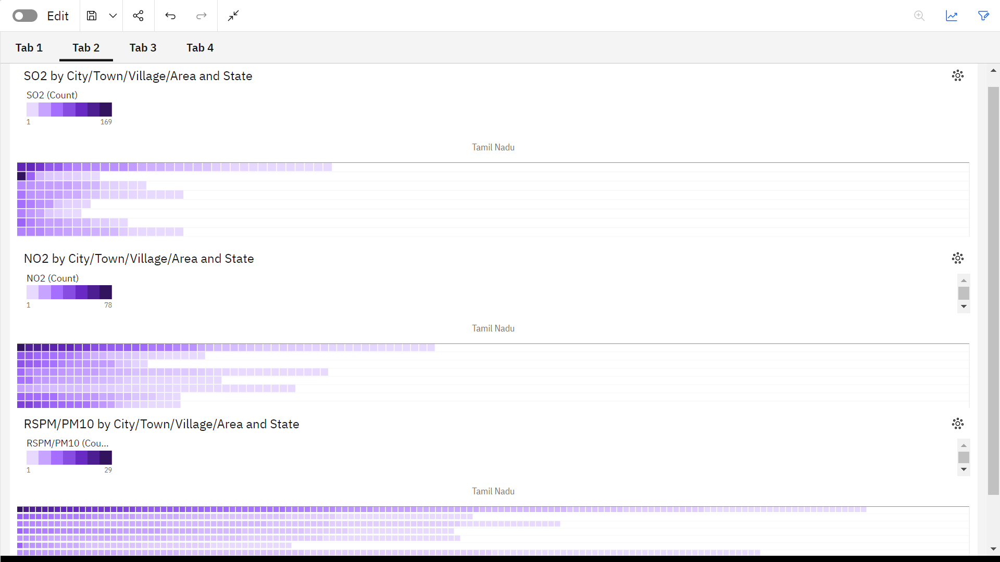 Edit
Tab 1 Tab 2 Tab 3 Tab 4
SO2 by City/Town/Village/Area and State
SO2 (Count)
1 169
Tamil Nadu
NO2 by City/Town/Village/Area and State
NO2 (Count)
1 78
Tamil Nadu
RSPM/PM10 by City/Town/Village/Area and State
RSPM/PM10 (Cou...
1 29
Tamil Nadu